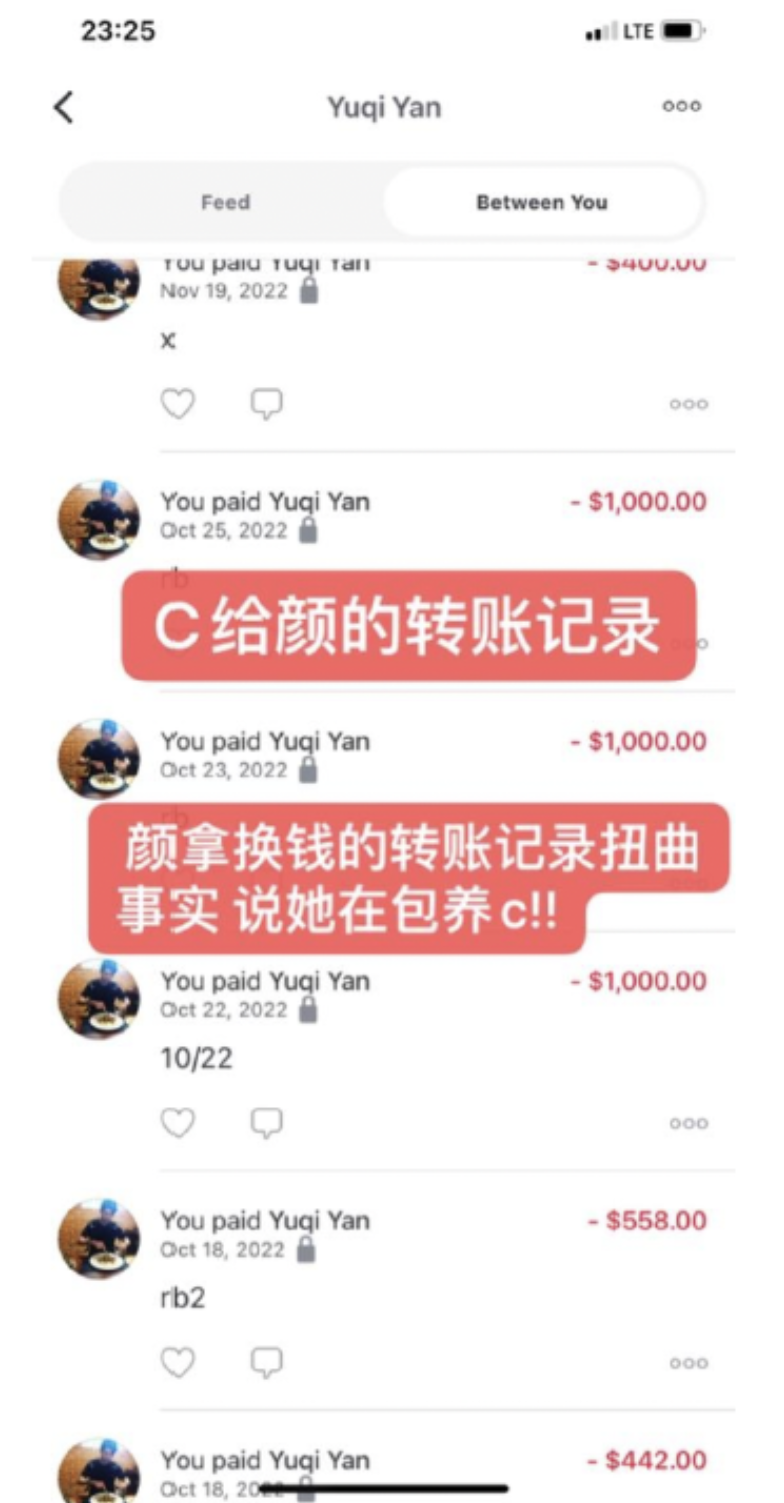 23:25
LTE
Yuqi Yan
Feed
Between You
You paid Yuqi Yan
- $400.00
Nov 19, 2022
x
You paid Yuqi Yan
- $1,000.00
Oct 25, 2022
rb
C给颜的转账记录
You paid Yuqi Yan
- $1,000.00
Oct 23, 2022
rb
颜拿换钱的转账记录扭曲
事实 说她在包养c!!
You paid Yuqi Yan
- $1,000.00
Oct 22, 2022
10/22
You paid Yuqi Yan
- $558.00
Oct 18, 2022
rb2
You paid Yuqi Yan
- $442.00
Oct 18, 2022